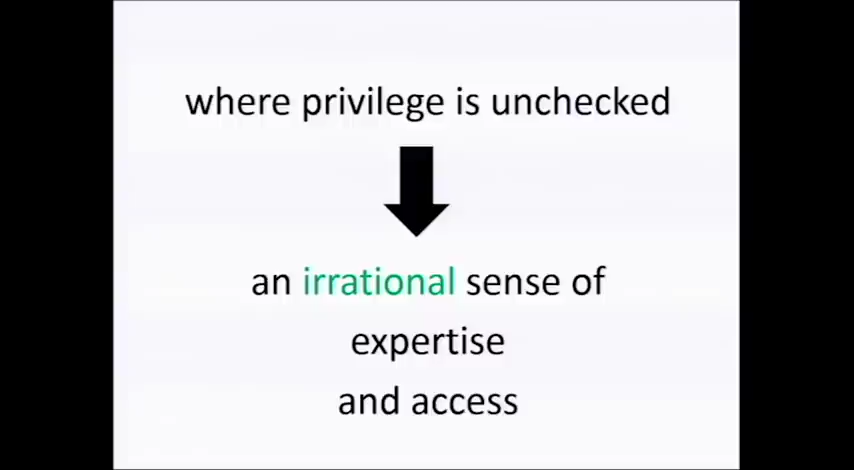 where privilege is unchecked
an irrational sense of
expertise
and access